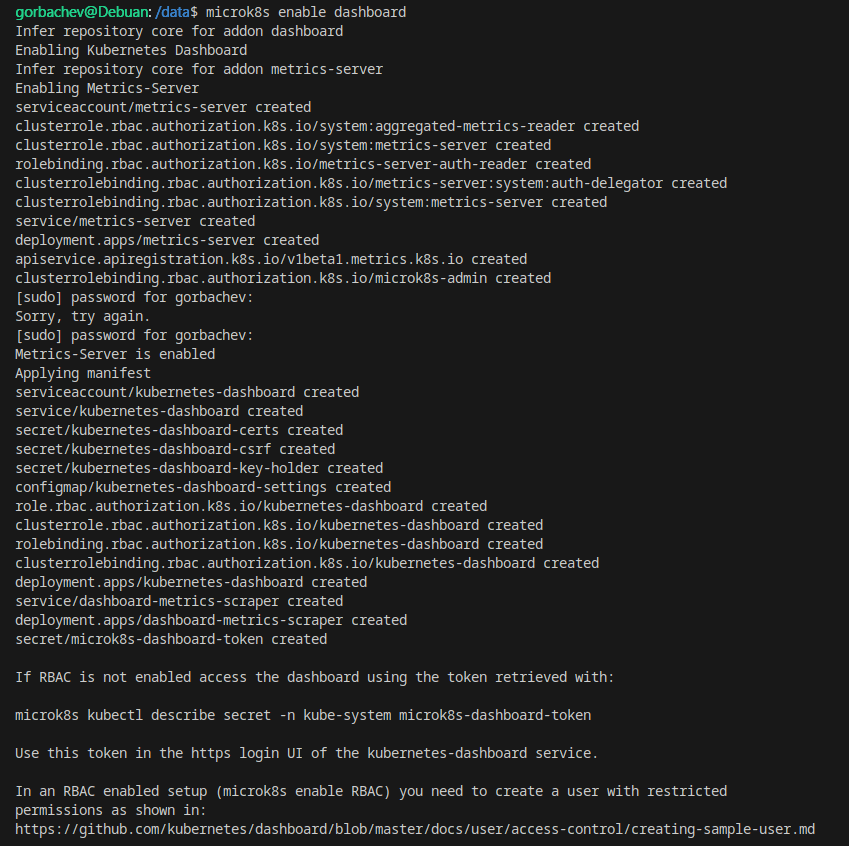 gorbachev@Debuan:/data$ microk8s enable dashboard
Infer repository core for addon dashboard
Enabling Kubernetes Dashboard
Infer repository core for addon metrics-server
Enabling Metrics-Server
serviceaccount/metrics-server created
clusterrole.rbac.authorization.k8s.io/system:aggregated-metrics-reader created
clusterrole.rbac.authorization.k8s.io/system:metrics-server created
rolebinding.rbac.authorization.k8s.io/metrics-server-auth-reader created
clusterrolebinding.rbac.authorization.k8s.io/metrics-server:system:auth-delegator created
clusterrolebinding.rbac.authorization.k8s.io/system:metrics-server created
service/metrics-server created
deployment.apps/metrics-server created
apiservice.apiregistration.k8s.io/v1beta1.metrics.k8s.io created
clusterrolebinding.rbac.authorization.k8s.io/microk8s-admin created
[sudo] password for gorbachev:
Sorry, try again.
[sudo] password for gorbachev:
Metrics-Server is enabled
Applying manifest
serviceaccount/kubernetes-dashboard created
service/kubernetes-dashboard created
secret/kubernetes-dashboard-certs created
secret/kubernetes-dashboard-csrf created
secret/kubernetes-dashboard-key-holder created
configmap/kubernetes-dashboard-settings created
role.rbac.authorization.k8s.io/kubernetes-dashboard created
clusterrole.rbac.authorization.k8s.io/kubernetes-dashboard created
rolebinding.rbac.authorization.k8s.io/kubernetes-dashboard created
clusterrolebinding.rbac.authorization.k8s.io/kubernetes-dashboard created
deployment.apps/kubernetes-dashboard created
service/dashboard-metrics-scraper created
deployment.apps/dashboard-metrics-scraper created
secret/microk8s-dashboard-token created
If RBAC is not enabled access the dashboard using the token retrieved with:
microk8s kubectl describe secret -n kube-system microk8s-dashboard-token
Use this token in the https login UI of the kubernetes-dashboard service.
In an RBAC enabled setup (microk8s enable RBAC) you need to create a user with restricted
permissions as shown in:
https://github.com/kubernetes/dashboard/blob/master/docs/user/access-control/creating-sample-user.md